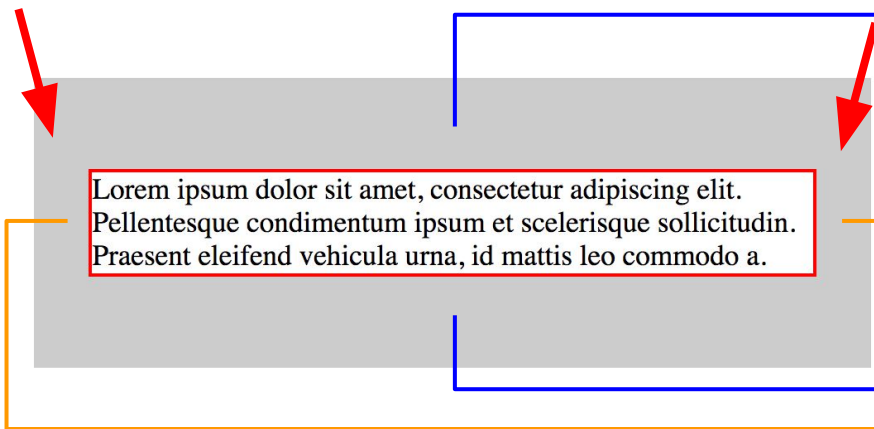 Lorem ipsum dolor sit amet, consectetur adipiscing elit.
Pellentesque condimentum ipsum et scelerisque sollicitudin.
Praesent eleifend vehicula urna, id mattis leo commodo a.